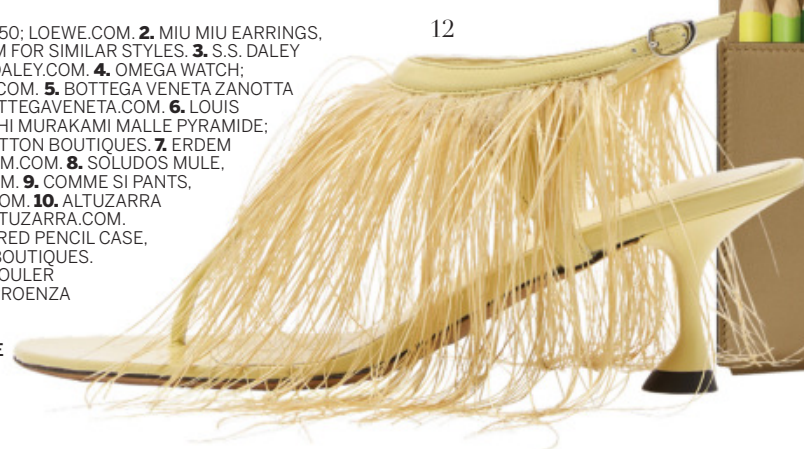 50; LOEWE.COM. 2. MIU MIU EARRINGS,
M FOR SIMILAR STYLES. 3. S.S. DALEY
DALEY.COM. 4. OMEGA WATCH;
.COM. 5. BOTTEGA VENETA ZANOTTA
TTEGAVENETA.COM. 6. LOUIS
HI MURAKAMI MALLE PYRAMIDE;
TTON BOUTIQUES. 7. ERDEM
M.COM. 8. SOLUDOS MULE,
M. 9. COMME SI PANTS,
OM. 10. ALTUZARRA
TUZARRA.COM.
RED PENCIL CASE,
BOUTIQUES.
OULER
ROENZA
E
12